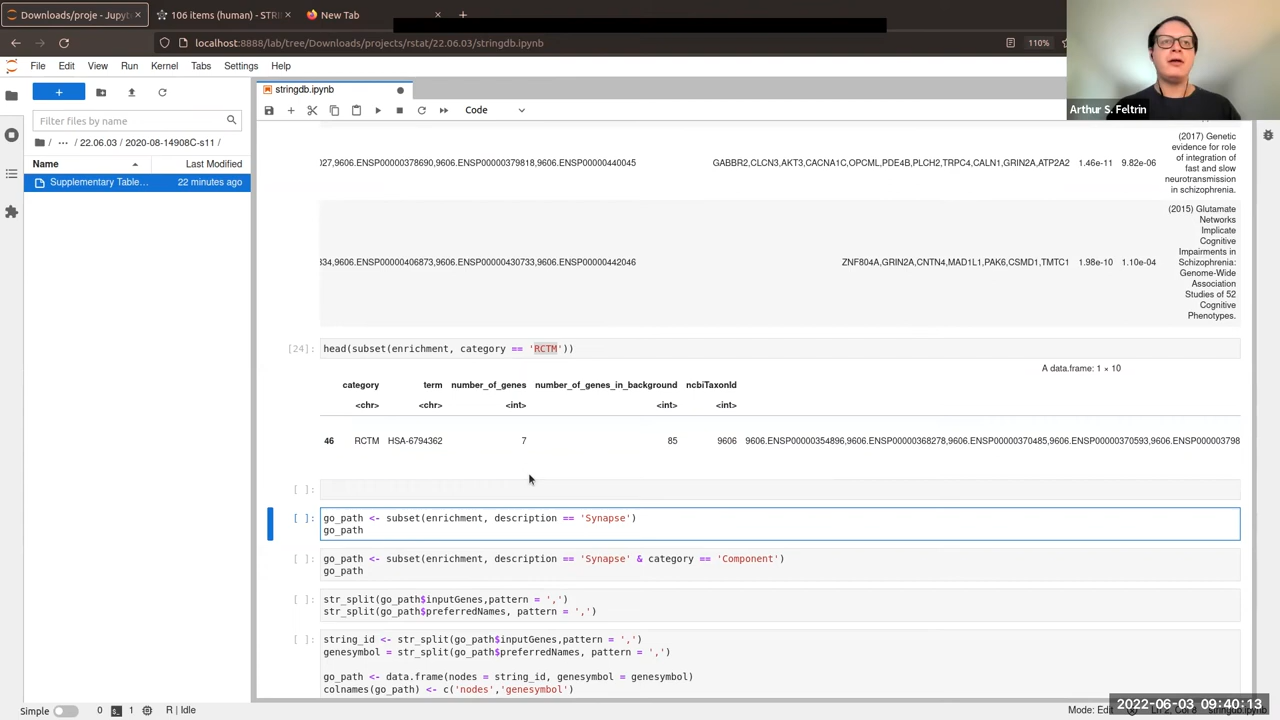 Downloads/proje - Jupyt
106 items (human) - STRI
New Tab
localhost:8888/lab/tree/Downloads/projects/rstat/22.06.03/stringdb.ipynb
110%
File Edit View Run Kernel Tabs Settings Help
Arthur S. Feltrin
stringdb.ipynb
Code
Filter files by name
/ ··· / 22.06.03 / 2020-08-14908C-s11 /
Name Last Modified
Supplementary Table… 22 minutes ago
(2017) Genetic
evidence for role
of integration of
fast and slow
neurotransmission
in schizophrenia.
027,9606.ENSP00000378690,9606.ENSP00000379818,9606.ENSP00000440045 GABBR2,CLCN3,AKT3,CACNA1C,OPCML,PDE4B,PLCH2,TRPC4,CALN1,GRIN2A,ATP2A2 1.46e-11 9.82e-06
(2015) Glutamate
Networks
Implicate
Cognitive
Impairments in
Schizophrenia:
Genome-Wide
Association
Studies of 52
Cognitive
Phenotypes.
334,9606.ENSP00000406873,9606.ENSP00000430733,9606.ENSP00000442046 ZNF804A,GRIN2A,CNTN4,MAD1L1,PAK6,CSMD1,TMTC1 1.98e-10 1.10e-04
[24]: head(subset(enrichment, category == 'RCTM'))
A data.frame: 1 × 10
category term number_of_genes number_of_genes_in_background ncbiTaxonId
<chr> <chr> <int> <int> <int>
46 RCTM HSA-6794362 7 85 9606 9606.ENSP00000354896,9606.ENSP00000368278,9606.ENSP00000370485,9606.ENSP00000370593,9606.ENSP000003798
[ ]:
[ ]: go_path <- subset(enrichment, description == 'Synapse')
go_path
[ ]: go_path <- subset(enrichment, description == 'Synapse' & category == 'Component')
go_path
[ ]: str_split(go_path$inputGenes,pattern = ',')
str_split(go_path$preferredNames, pattern = ',')
[ ]: string_id <- str_split(go_path$inputGenes,pattern = ',')
genesymbol = str_split(go_path$preferredNames, pattern = ',')
go_path <- data.frame(nodes = string_id, genesymbol = genesymbol)
colnames(go_path) <- c('nodes','genesymbol')
Simple 0 1 R | Idle
Mode: Edit
2022-06-03 09:40:13